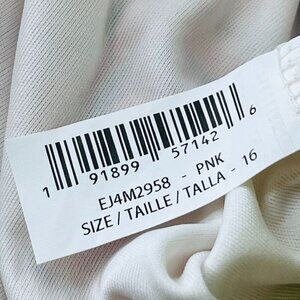 1 91899 57142 6
EJ4M2958 - PNK
SIZE / TAILLE / TALLA - 16